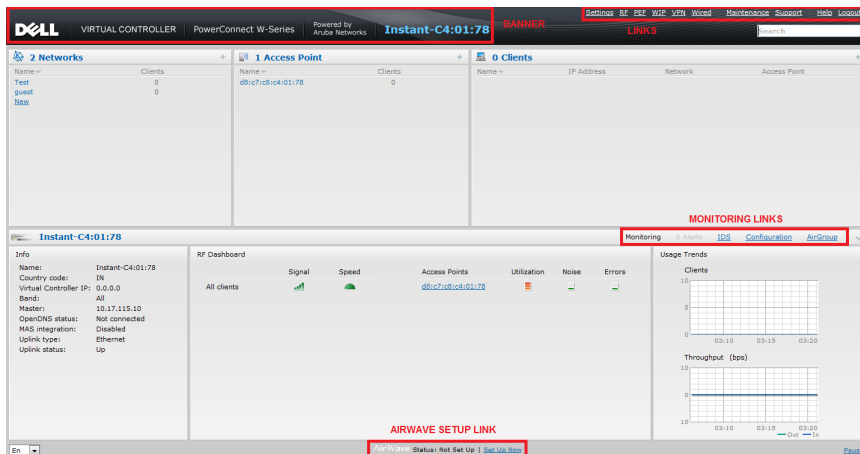 Settings RF PEF WIP VPN Wired Maintenance Support Help Logout
DELL VIRTUAL CONTROLLER PowerConnect W-Series Powered by Aruba Networks Instant-C4:01:78
BANNER
LINKS
Search
2 Networks +
Name Clients
Test 0
guest 0
New
1 Access Point +
Name Clients
d8:c7:c8:c4:01:78 0
0 Clients +
Name IP Address Network Access Point
MONITORING LINKS
Instant-C4:01:78
Monitoring 0 Alerts IDS Configuration AirGroup
Info
Name: Instant-C4:01:78
Country code: IN
Virtual Controller IP: 0.0.0.0
Band: All
Master: 10.17.115.10
OpenDNS status: Not connected
MAS integration: Disabled
Uplink type: Ethernet
Uplink status: Up
RF Dashboard
Signal Speed Access Points Utilization Noise Errors
All clients d8:c7:c8:c4:01:78
Usage Trends
Clients
10
5
0
03:10 03:15 03:20
Throughput (bps)
10
0
10
03:10 03:15 03:20
Out In
AIRWAVE SETUP LINK
En
AirWave Status: Not Set Up | Set Up Now
Pause